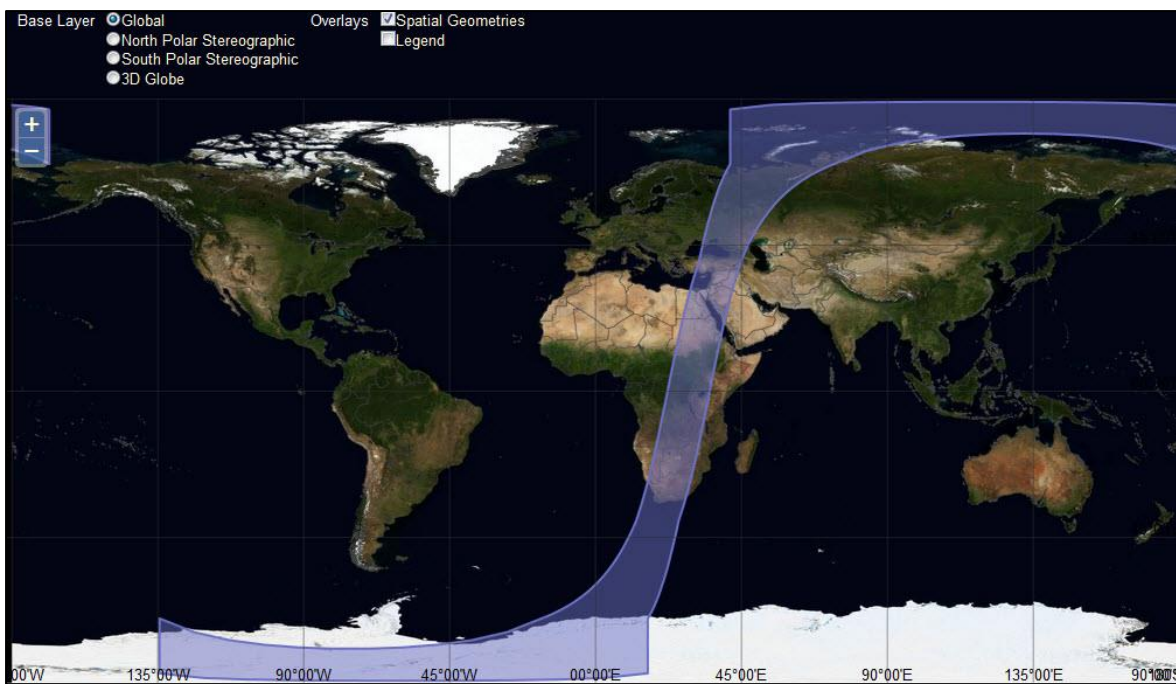 Base Layer Global Overlays Spatial Geometries
North Polar Stereographic Legend
South Polar Stereographic
3D Globe
+
−
00'W 135°00'W 90°00'W 45°00'W 00°00'E 45°00'E 90°00'E 135°00'E